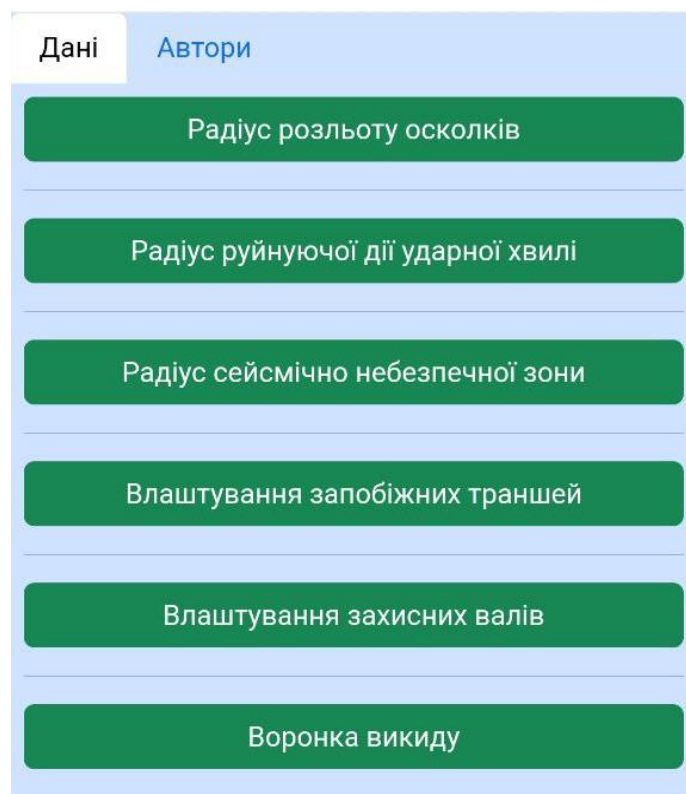 Дані Автори
Радіус розльоту осколків
Радіус руйнуючої дії ударної хвилі
Радіус сейсмічно небезпечної зони
Влаштування запобіжних траншей
Влаштування захисних валів
Воронка викиду